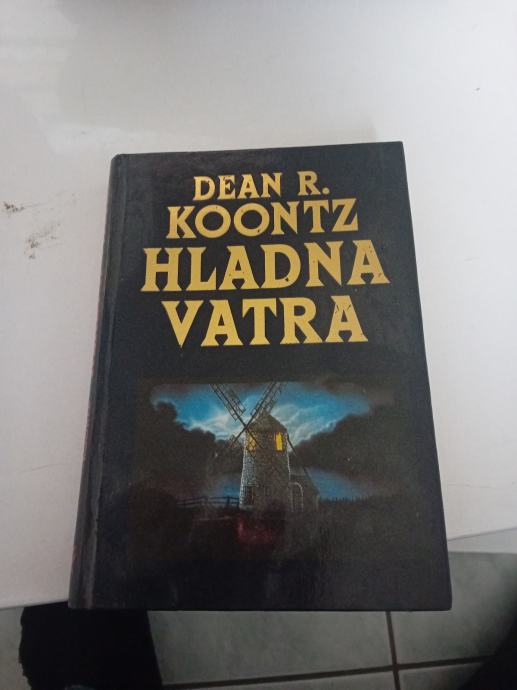 DEAN R.
KOONTZ
HLADNA
VATRA